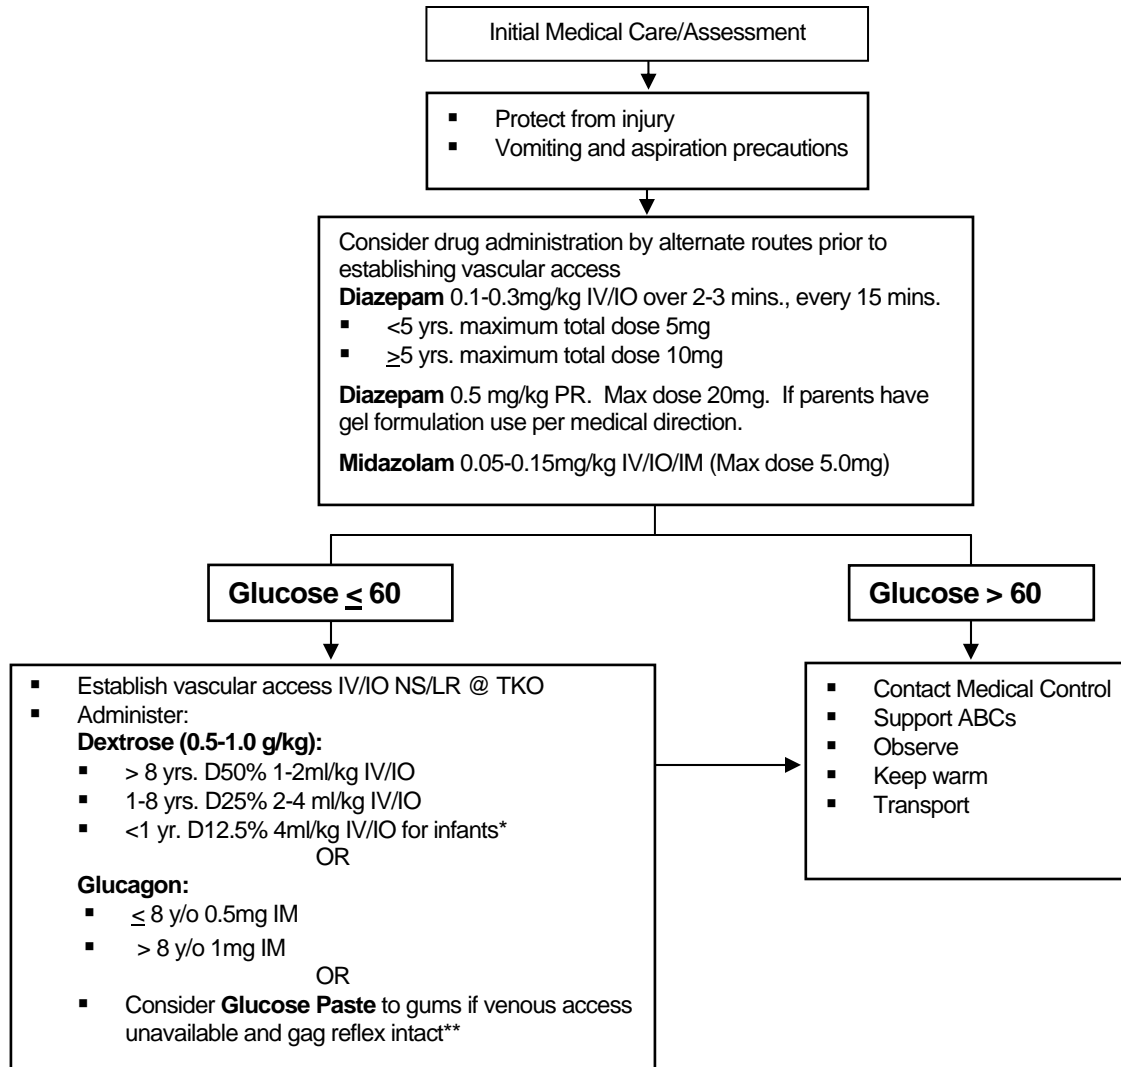 Initial Medical Care/Assessment
▪ Protect from injury
▪ Vomiting and aspiration precautions
Consider drug administration by alternate routes prior to
establishing vascular access
Diazepam 0.1-0.3mg/kg IV/IO over 2-3 mins., every 15 mins.
▪ <5 yrs. maximum total dose 5mg
▪ ≥5 yrs. maximum total dose 10mg
Diazepam 0.5 mg/kg PR. Max dose 20mg. If parents have
gel formulation use per medical direction.
Midazolam 0.05-0.15mg/kg IV/IO/IM (Max dose 5.0mg)
Glucose ≤ 60
Glucose > 60
▪ Establish vascular access IV/IO NS/LR @ TKO
▪ Administer:
Dextrose (0.5-1.0 g/kg):
▪ > 8 yrs. D50% 1-2ml/kg IV/IO
▪ 1-8 yrs. D25% 2-4 ml/kg IV/IO
▪ <1 yr. D12.5% 4ml/kg IV/IO for infants*
OR
Glucagon:
▪ ≤ 8 y/o 0.5mg IM
▪ > 8 y/o 1mg IM
OR
▪ Consider Glucose Paste to gums if venous access
unavailable and gag reflex intact**
▪ Contact Medical Control
▪ Support ABCs
▪ Observe
▪ Keep warm
▪ Transport